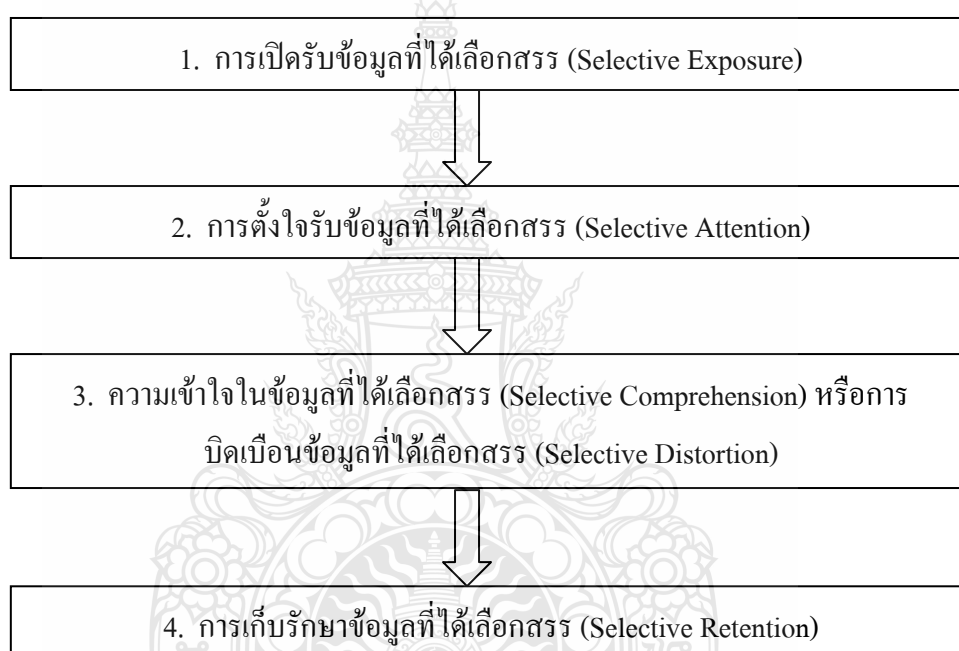 1. การเปิดรับข้อมูลที่ได้เลือกสรร (Selective Exposure)
2. การตั้งใจรับข้อมูลที่ได้เลือกสรร (Selective Attention)
3. ความเข้าใจในข้อมูลที่ได้เลือกสรร (Selective Comprehension) หรือการ
บิดเบือนข้อมูลที่ได้เลือกสรร (Selective Distortion)
4. การเก็บรักษาข้อมูลที่ได้เลือกสรร (Selective Retention)